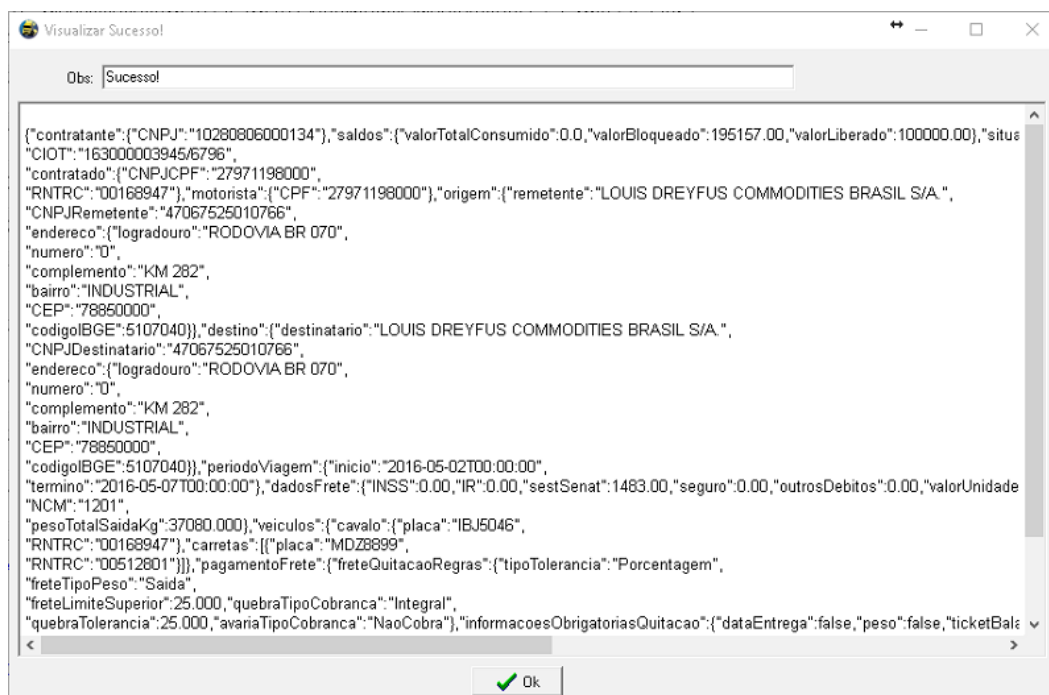 Visualizar Sucesso!
Obs: Sucesso!
{"contratante":{"CNPJ":"10280806000134"},"saldos":{"valorTotalConsumido":0.0,"valorBloqueado":195157.00,"valorLiberado":100000.00},"situa
"CIOT":"163000003945/6796",
"contratado":{"CNPJCPF":"27971198000",
"RNTRC":"00168947"},"motorista":{"CPF":"27971198000"},"origem":{"remetente":"LOUIS DREYFUS COMMODITIES BRASIL S/A.",
"CNPJRemetente":"47067525010766",
"endereco":{"logradouro":"RODOVIA BR 070",
"numero":"0",
"complemento":"KM 282",
"bairro":"INDUSTRIAL",
"CEP":"78850000",
"codigoIBGE":5107040}},"destino":{"destinatario":"LOUIS DREYFUS COMMODITIES BRASIL S/A.",
"CNPJDestinatario":"47067525010766",
"endereco":{"logradouro":"RODOVIA BR 070",
"numero":"0",
"complemento":"KM 282",
"bairro":"INDUSTRIAL",
"CEP":"78850000",
"codigoIBGE":5107040}},"periodoViagem":{"inicio":"2016-05-02T00:00:00",
"termino":"2016-05-07T00:00:00"},"dadosFrete":{"INSS":0.00,"IR":0.00,"sestSenat":1483.00,"seguro":0.00,"outrosDebitos":0.00,"valorUnidade
"NCM":"1201",
"pesoTotalSaidaKg":37080.000},"veiculos":{"cavalo":{"placa":"IBJ5046",
"RNTRC":"00168947"},"carretas":[{"placa":"MDZ8899",
"RNTRC":"00512801"}]},"pagamentoFrete":{"freteQuitacaoRegras":{"tipoTolerancia":"Porcentagem",
"freteTipoPeso":"Saida",
"freteLimiteSuperior":25.000,"quebraTipoCobranca":"Integral",
"quebraTolerancia":25.000,"avariaTipoCobranca":"NaoCobra"},"informacoesObrigatoriasQuitacao":{"dataEntrega":false,"peso":false,"ticketBala
Ok